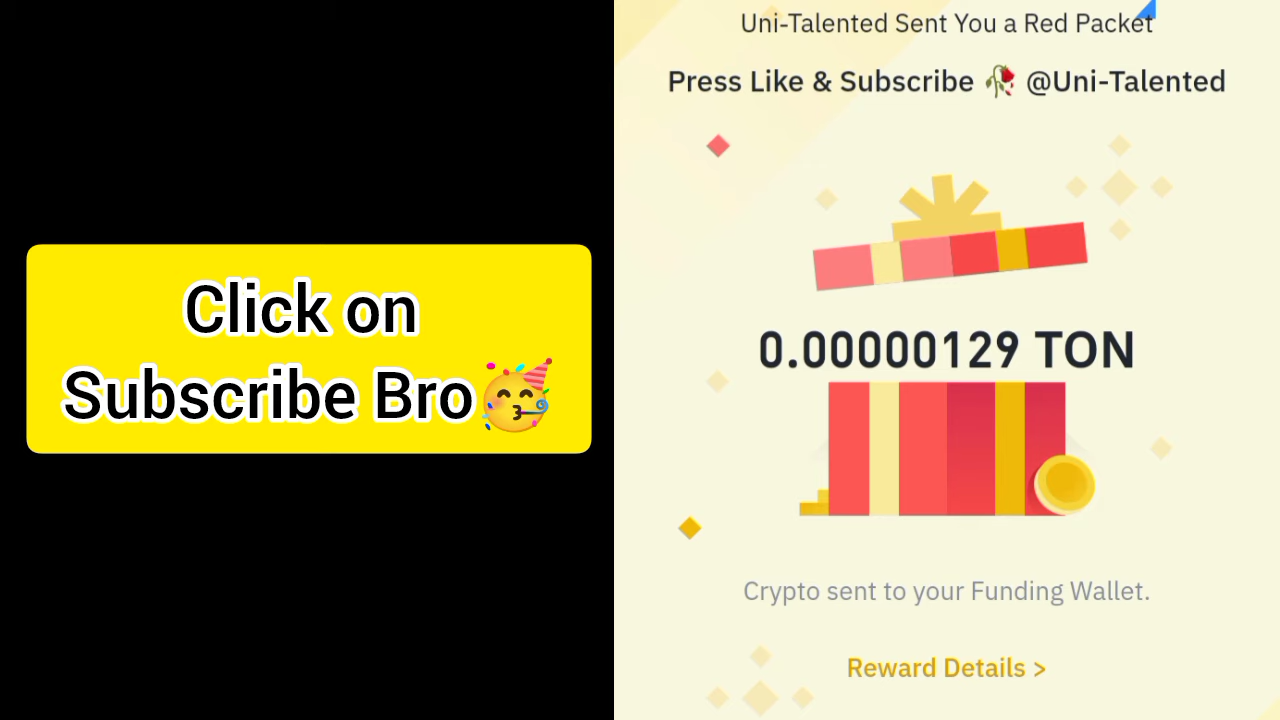 Click on
Subscribe Bro🥳
Uni-Talented Sent You a Red Packet
Press Like & Subscribe 🥀 @Uni-Talented
0.00000129 TON
Crypto sent to your Funding Wallet.
Reward Details >